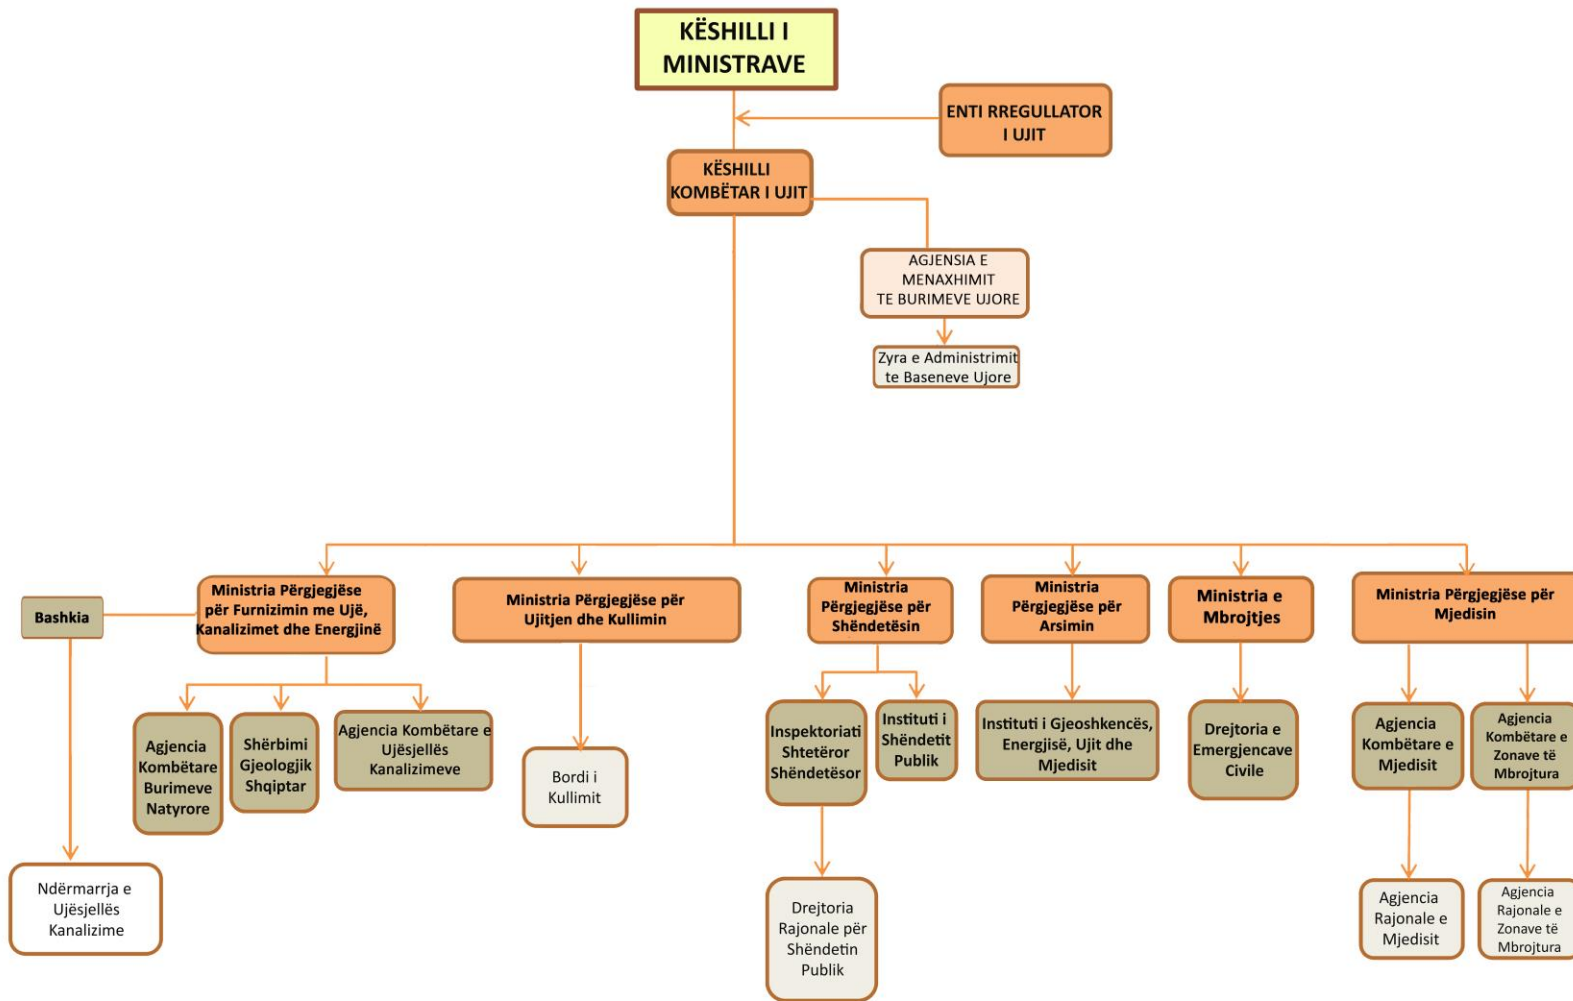 KËSHILLI I
MINISTRAVE
ENTI RREGULLATOR
I UJIT
KËSHILLI
KOMBËTAR I UJIT
AGJENSIA E
MENAXHIMIT
TE BURIMEVE UJORE
Zyra e Administrimit
te Baseneve Ujore
Bashkia
Ministria Përgjegjëse
për Furnizimin me Ujë,
Kanalizimet dhe Energjinë
Ministria Përgjegjëse për
Ujitjen dhe Kullimin
Ministria
Përgjegjëse për
Shëndetësin
Ministria
Përgjegjëse për
Arsimin
Ministria e
Mbrojtjes
Ministria Përgjegjëse për
Mjedisin
Agjencia
Kombëtare
Burimeve
Natyrore
Shërbimi
Gjeologjik
Shqiptar
Agjencia Kombëtare e
Ujësjellës
Kanalizimeve
Bordi i
Kullimit
Inspektoriati
Shtetëror
Shëndetësor
Instituti i
Shëndetit
Publik
Instituti i Gjeoshkencës,
Energjisë, Ujit dhe
Mjedisit
Drejtoria e
Emergjencave
Civile
Agjencia
Kombëtare e
Mjedisit
Agjencia
Kombëtare e
Zonave të
Mbrojtura
Ndërmarrja e
Ujësjellës
Kanalizime
Drejtoria
Rajonale për
Shëndetin
Publik
Agjencia
Rajonale e
Mjedisit
Agjencia
Rajonale e
Zonave të
Mbrojtura